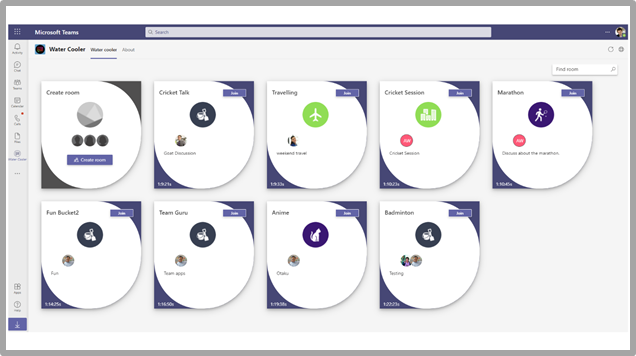 Microsoft Teams
Search
Activity
Chat
Teams
Calendar
Calls
Files
Water Cooler
Apps
Help
Water Cooler
Water cooler
About
Find room
Create room
Create room
Cricket Talk
Join
Goat Discussion
1:9:21s
Travelling
Join
weekend travel
1:9:33s
Cricket Session
Join
AW
Cricket Session
1:10:23s
Marathon
Join
AW
Discuss about the marathon.
1:10:45s
Fun Bucket2
Join
Fun
1:14:25s
Team Guru
Join
Team apps
1:16:50s
Anime
Join
Otaku
1:19:58s
Badminton
Join
Testing
1:22:23s